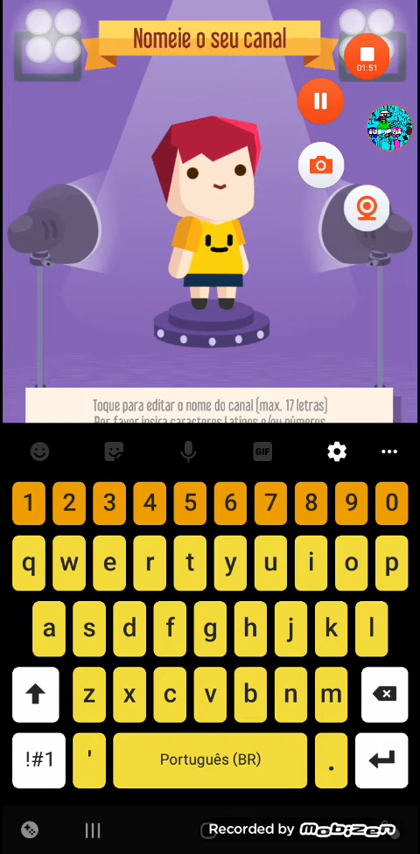 Nomeie o seu canal
01:51
Toque para editar o nome do canal (max. 17 letras)
Por favor insira caracteres Latinos e/ou números
GIF
1 2 3 4 5 6 7 8 9 0
q w e r t y u i o p
a s d f g h j k l
z x c v b n m
!#1 ' Português (BR) .
Recorded by mobizen